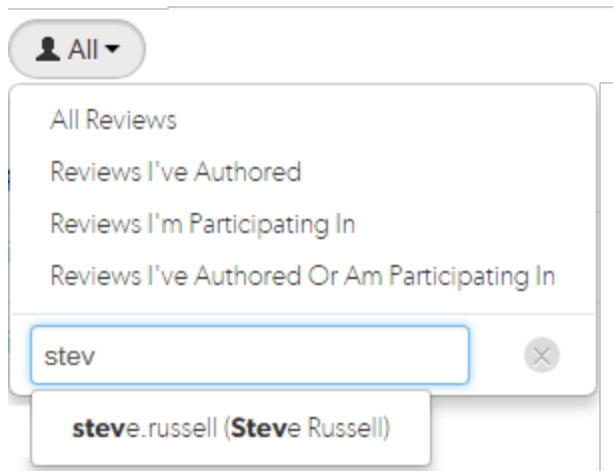 All
All Reviews
Reviews I've Authored
Reviews I'm Participating In
Reviews I've Authored Or Am Participating In
stev
steve.russell (Steve Russell)